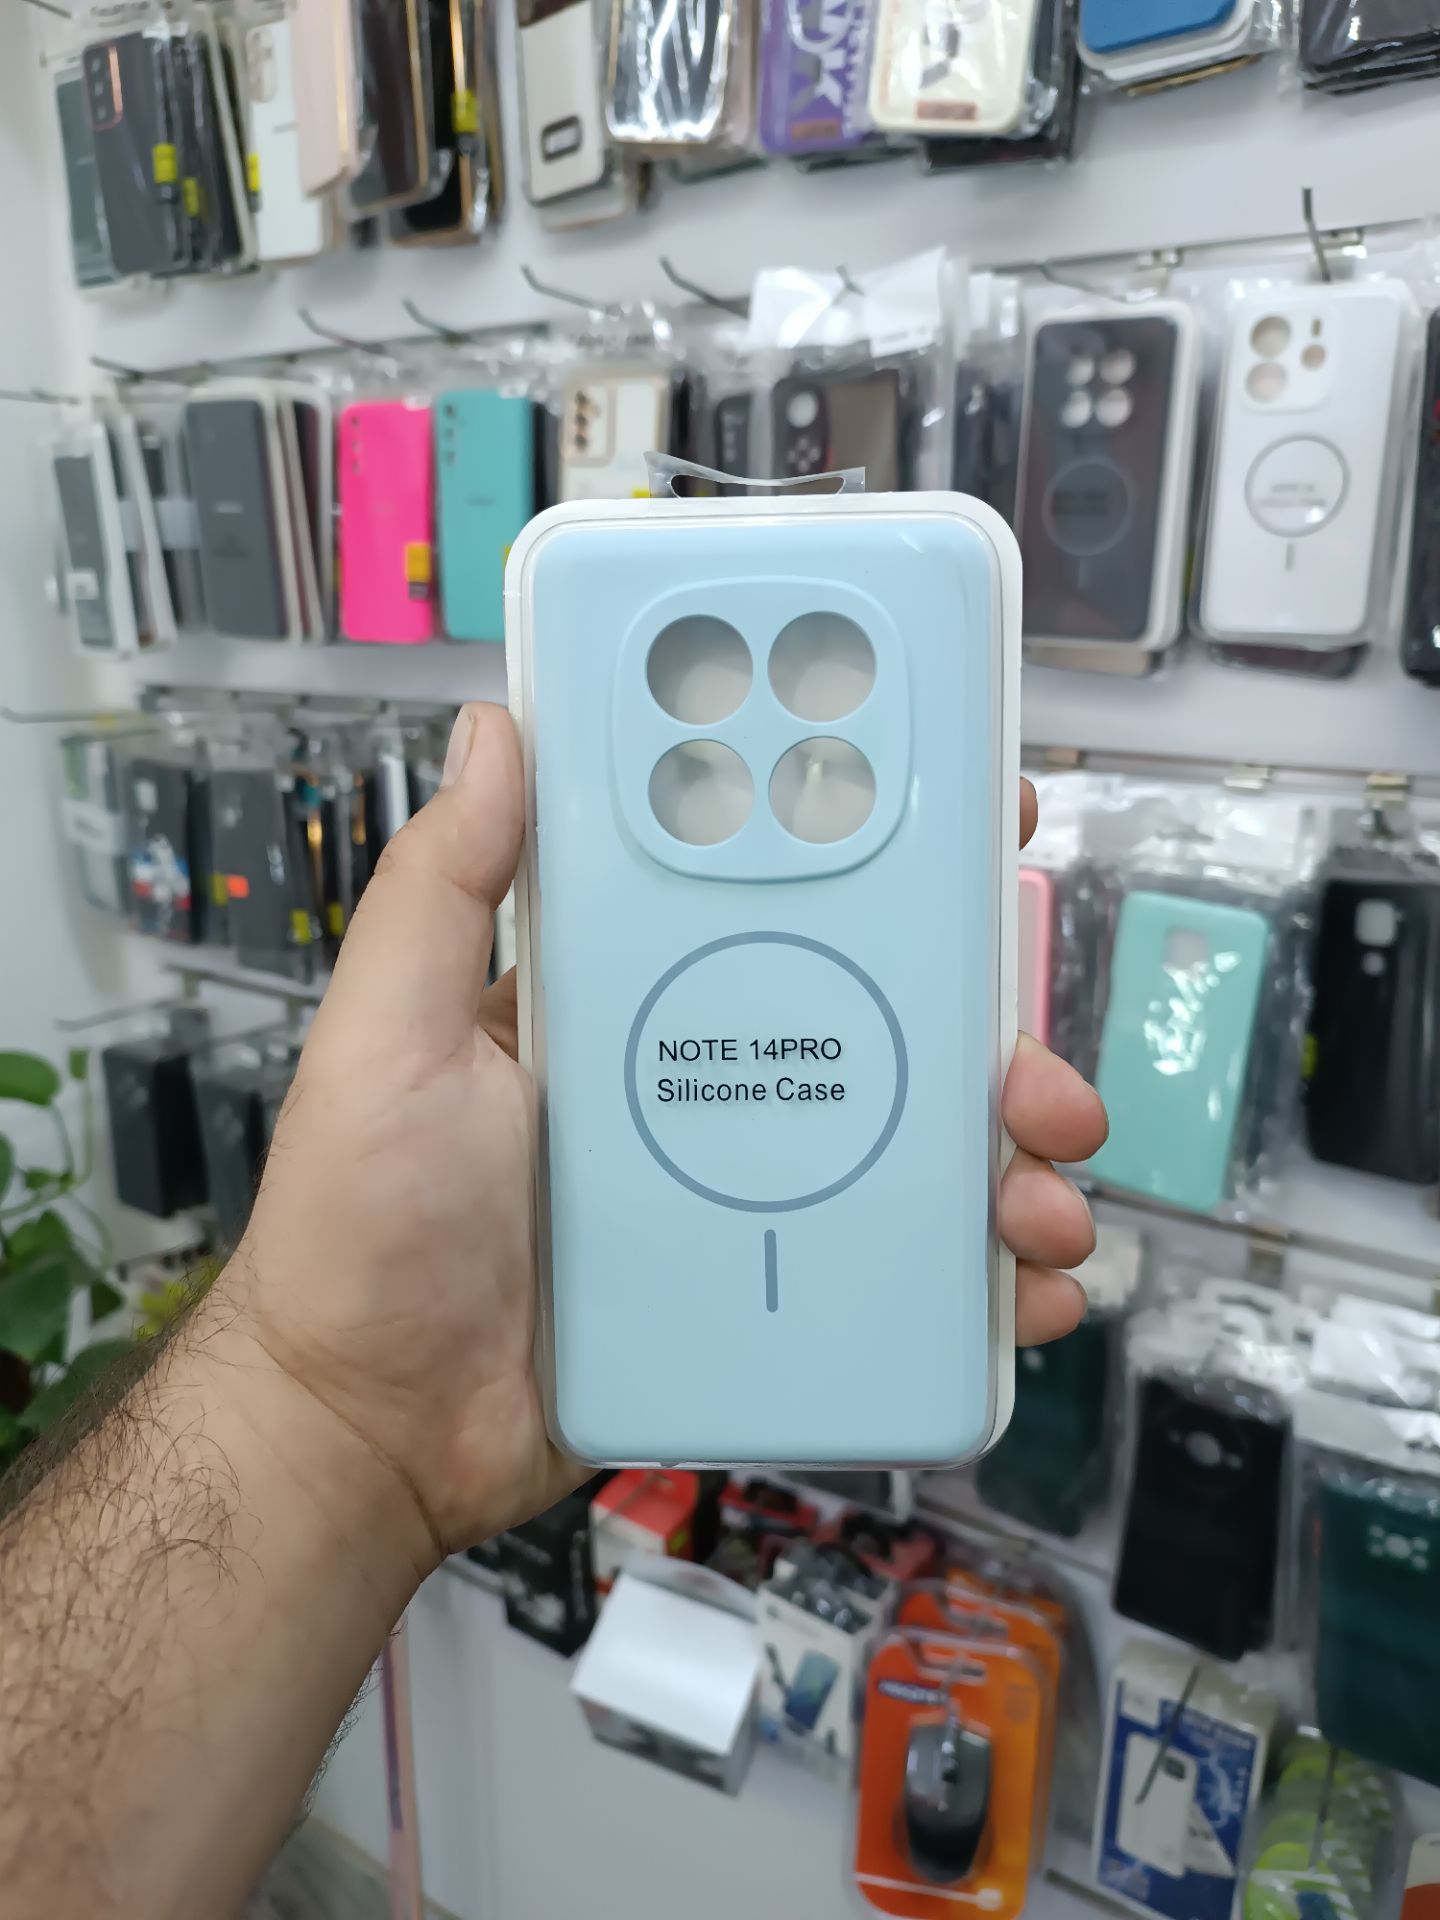 NOTE 14PRO
Silicone Case